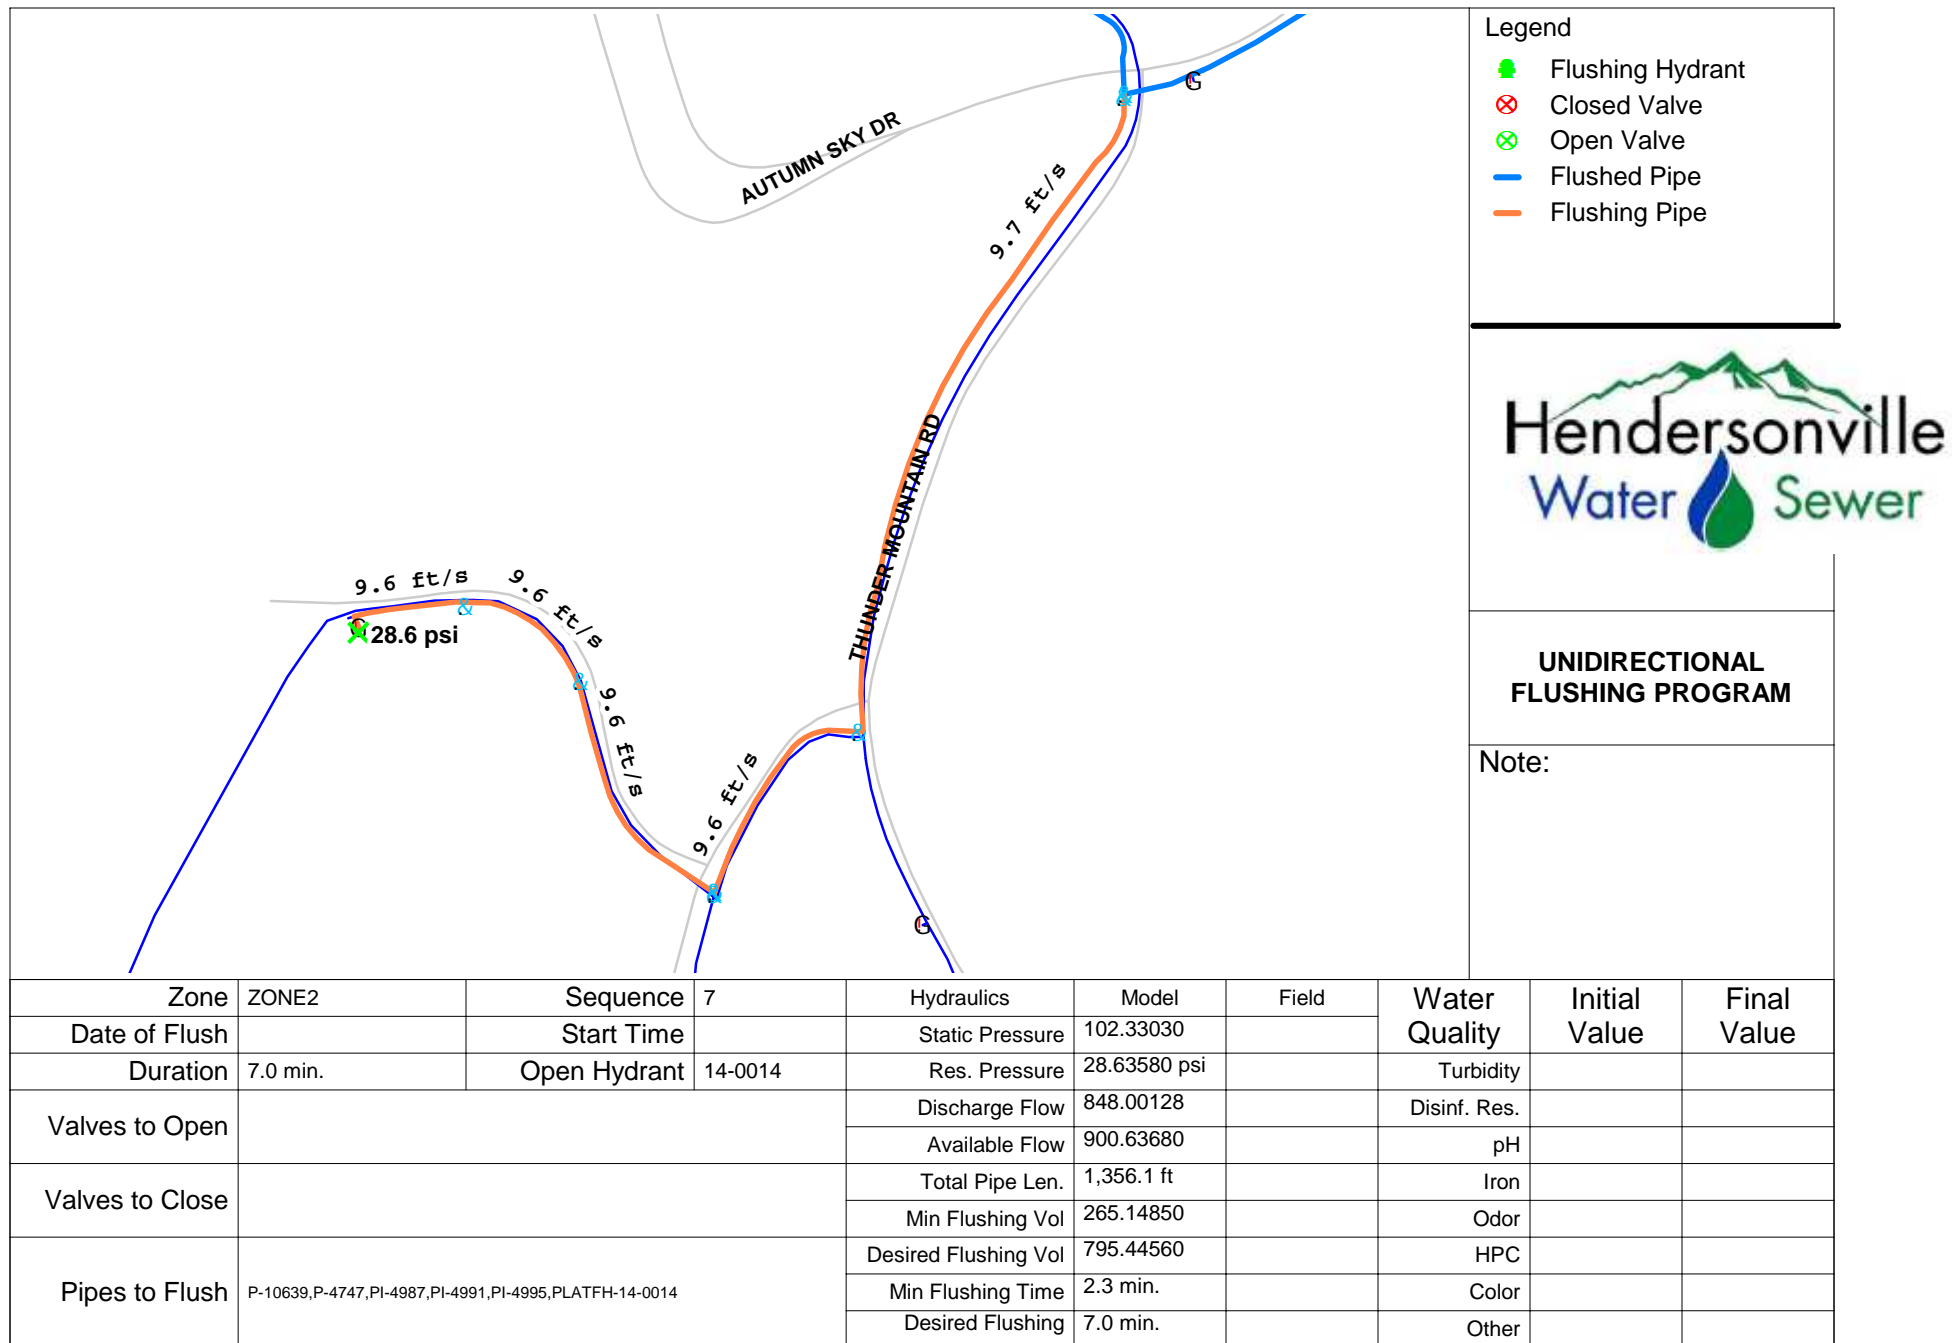 Legend
Flushing Hydrant
Closed Valve
Open Valve
Flushed Pipe
Flushing Pipe
AUTUMN SKY DR
9.7 ft/s
THUNDER MOUNTAIN RD
9.6 ft/s
9.6 ft/s
28.6 psi
9.6 ft/s
9.6 ft/s
G
G
G
&
&
&
&
&
Hendersonville
Water Sewer
UNIDIRECTIONAL
FLUSHING PROGRAM
Note:
Zone ZONE2 Sequence 7 Hydraulics Model Field Water Quality Initial Value Final Value
Date of Flush Start Time Static Pressure 102.33030
Duration 7.0 min. Open Hydrant 14-0014 Res. Pressure 28.63580 psi Turbidity
Valves to Open Discharge Flow 848.00128 Disinf. Res.
Available Flow 900.63680 pH
Valves to Close Total Pipe Len. 1,356.1 ft Iron
Min Flushing Vol 265.14850 Odor
Pipes to Flush P-10639,P-4747,PI-4987,PI-4991,PI-4995,PLATFH-14-0014 Desired Flushing Vol 795.44560 HPC
Min Flushing Time 2.3 min. Color
Desired Flushing 7.0 min. Other